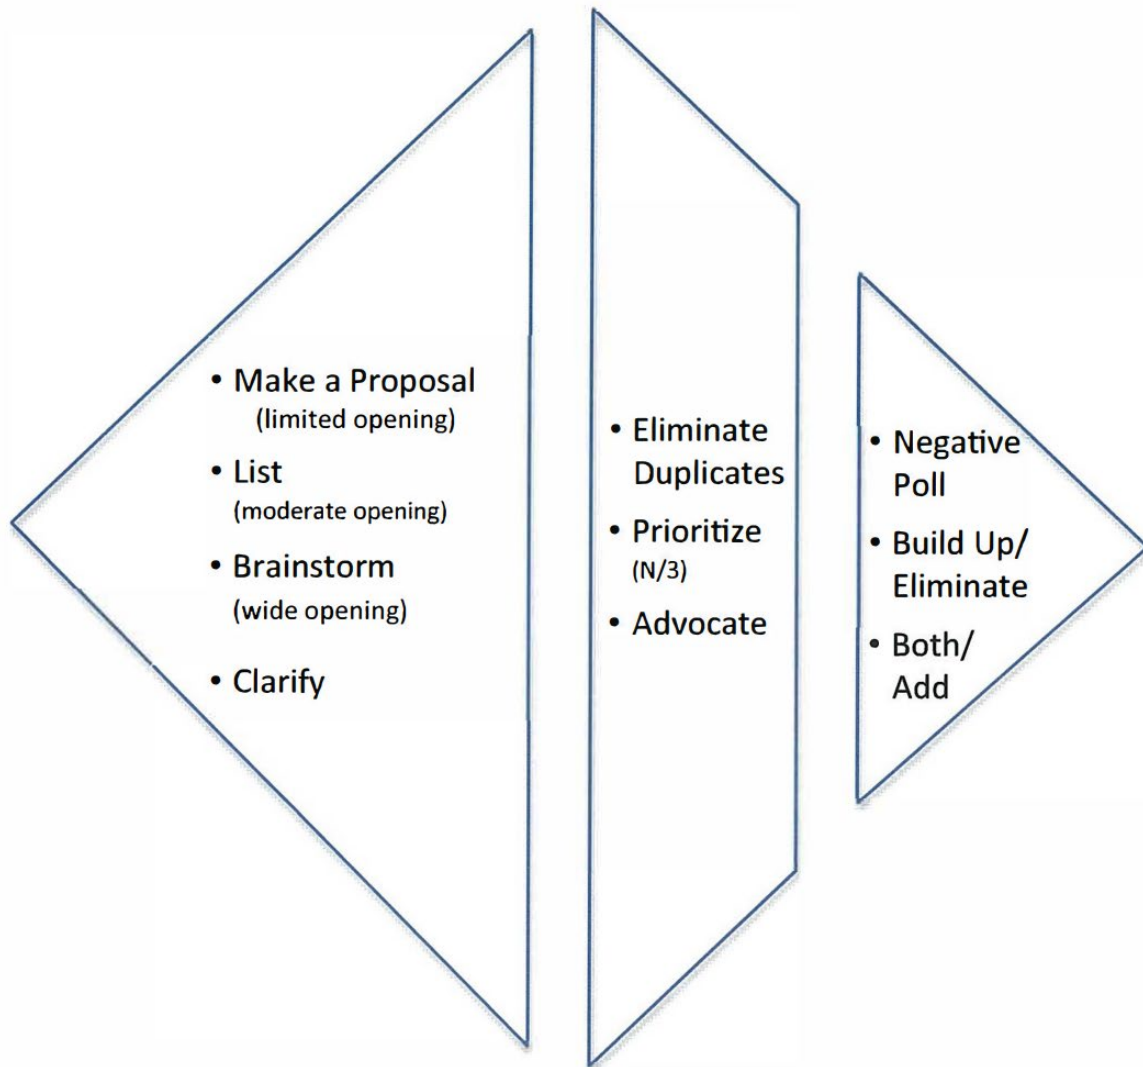 • Make a Proposal
(limited opening)
• List
(moderate opening)
• Brainstorm
(wide opening)
• Clarify
• Eliminate
Duplicates
• Prioritize
(N/3)
• Advocate
• Negative
Poll
• Build Up/
Eliminate
• Both/
Add